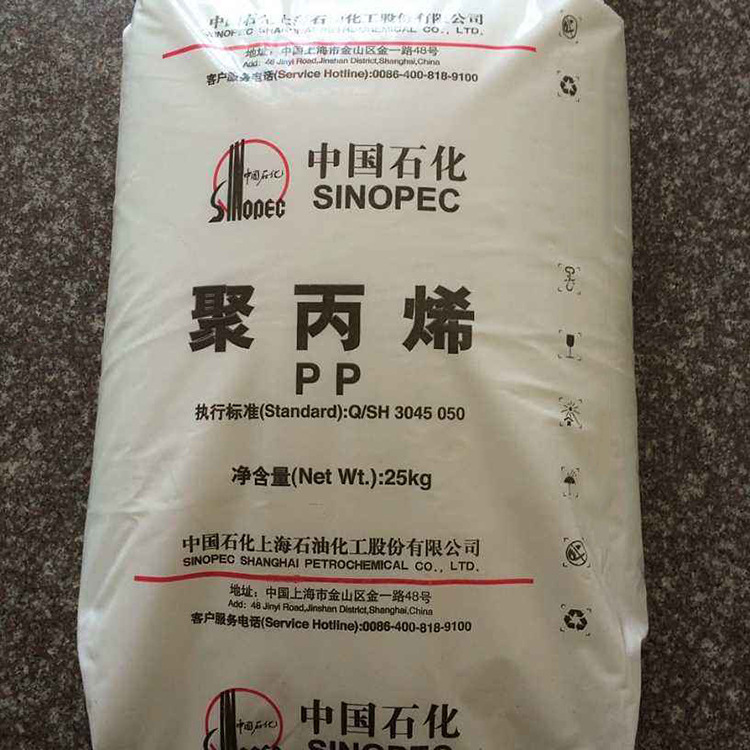 中国石化上海石油化工股份有限公司
SINOPEC SHANGHAI PETROCHEMICAL CO., LTD.
地址：中国上海市金山区金一路48号
Add: 48 Jinyi Road,Jinshan District,Shanghai,China
客户服务电话(Service Hotline):0086-400-818-9100
中国石化
SINOPEC
中国石化
SINOPEC
聚丙烯
PP
执行标准(Standard):Q/SH 3045 050
净含量(Net Wt.):25kg
中国石化上海石油化工股份有限公司
SINOPEC SHANGHAI PETROCHEMICAL CO., LTD.
地址：中国上海市金山区金一路48号
Add: 48 Jinyi Road,Jinshan District,Shanghai,China
客户服务电话(Service Hotline):0086-400-818-9100
中国石化
SINOPEC
中国石化
SINOPEC